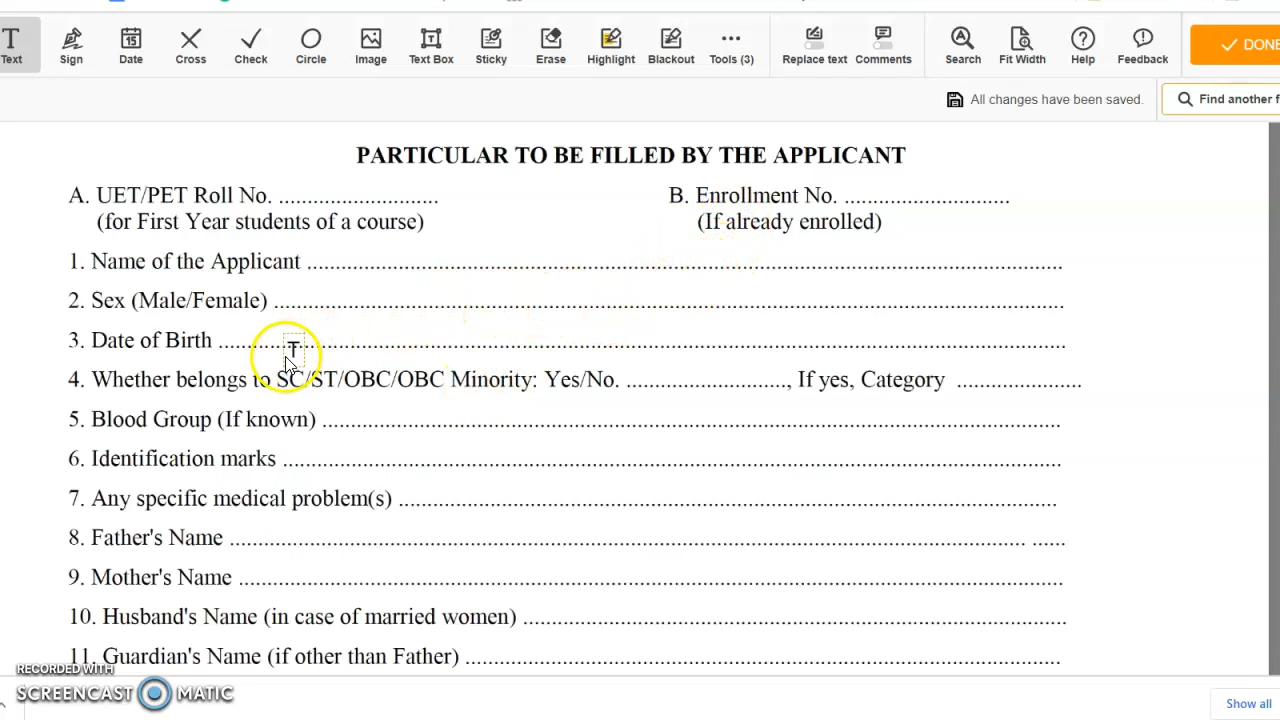 Text
Sign
15
Date
Cross
Check
Circle
Image
T
Text Box
Sticky
Erase
Highlight
Blackout
Tools (3)
Replace text
Comments
A
Search
Fit Width
? Help
! Feedback
DONE
All changes have been saved.
Find another f
PARTICULAR TO BE FILLED BY THE APPLICANT
A. UET/PET Roll No. ............................
B. Enrollment No. .............................
(for First Year students of a course)
(If already enrolled)
1. Name of the Applicant ....................................................................................................................................
2. Sex (Male/Female) ..........................................................................................................................................
3. Date of Birth ....................................................................................................................................................
T
4. Whether belongs to SC/ST/OBC/OBC Minority: Yes/No. ............................, If yes, Category ......................
5. Blood Group (If known) .................................................................................................................................
6. Identification marks ........................................................................................................................................
7. Any specific medical problem(s) ...................................................................................................................
8. Father's Name ........................................................................................................................................... ......
9. Mother's Name ................................................................................................................................................
10. Husband's Name (in case of married women) ..............................................................................................
11. Guardian's Name (if other than Father) ........................................................................................................
RECORDED WITH
SCREENCAST MATIC
Show all